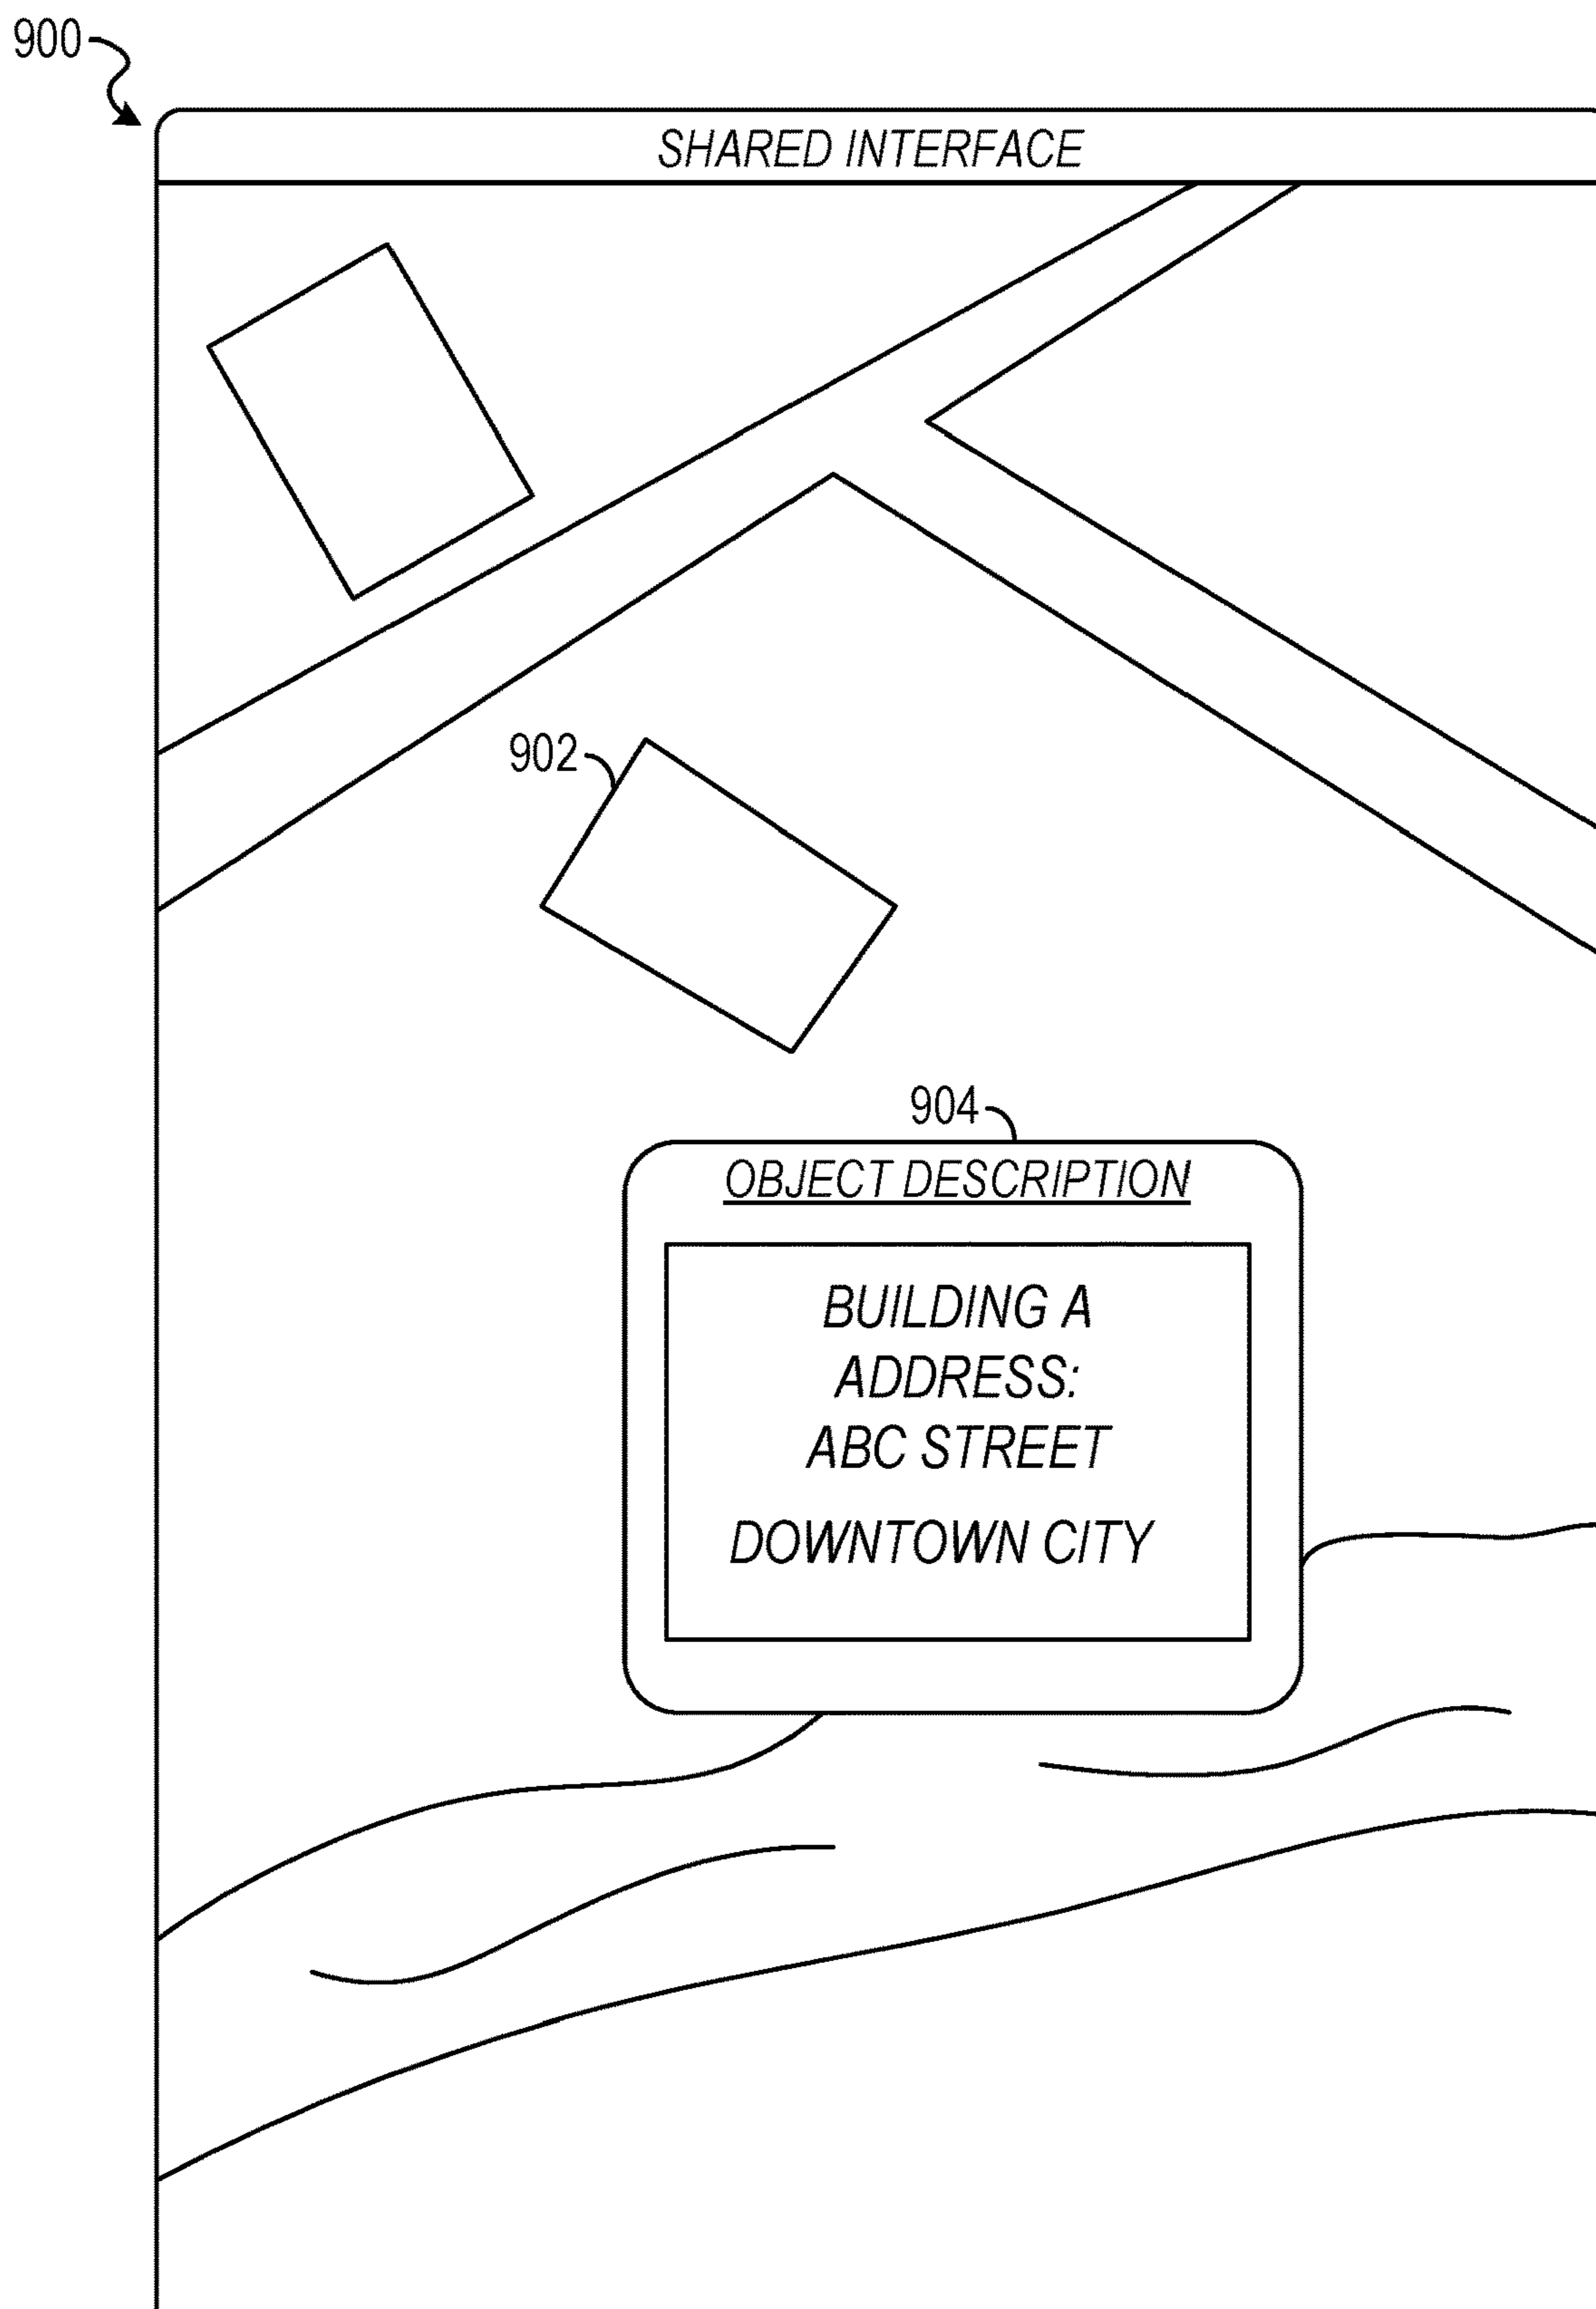 900
SHARED INTERFACE
902
904
OBJECT DESCRIPTION
BUILDING A
ADDRESS:
ABC STREET
DOWNTOWN CITY